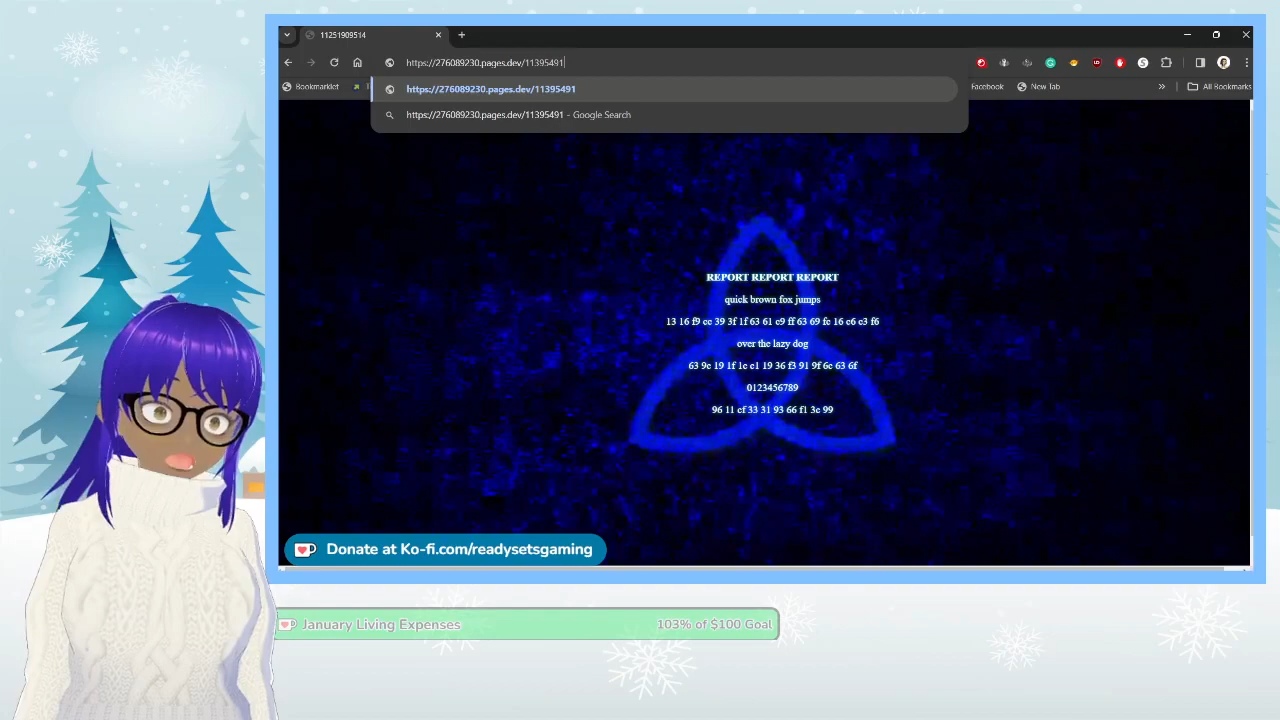 11251909514
https://276089230.pages.dev/11395491
Bookmarklet
Facebook
New Tab
All Bookmarks
https://276089230.pages.dev/11395491
https://276089230.pages.dev/11395491 - Google Search
REPORT REPORT REPORT
quick brown fox jumps
13 16 f9 cc 39 3f 1f 63 61 c9 ff 63 69 fc 16 c6 c3 f6
over the lazy dog
63 9c 19 1f 1c c1 19 36 f3 91 9f 6c 63 6f
0123456789
96 11 cf 33 31 93 66 f1 3c 99
Donate at Ko-fi.com/readysetsgaming
January Living Expenses
103% of $100 Goal